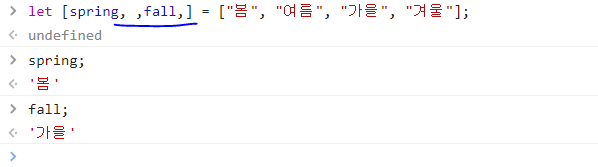 > let [spring, ,fall,] = ["봄", "여름", "가을", "겨울"];
undefined
> spring;
'봄'
> fall;
'가을'
>